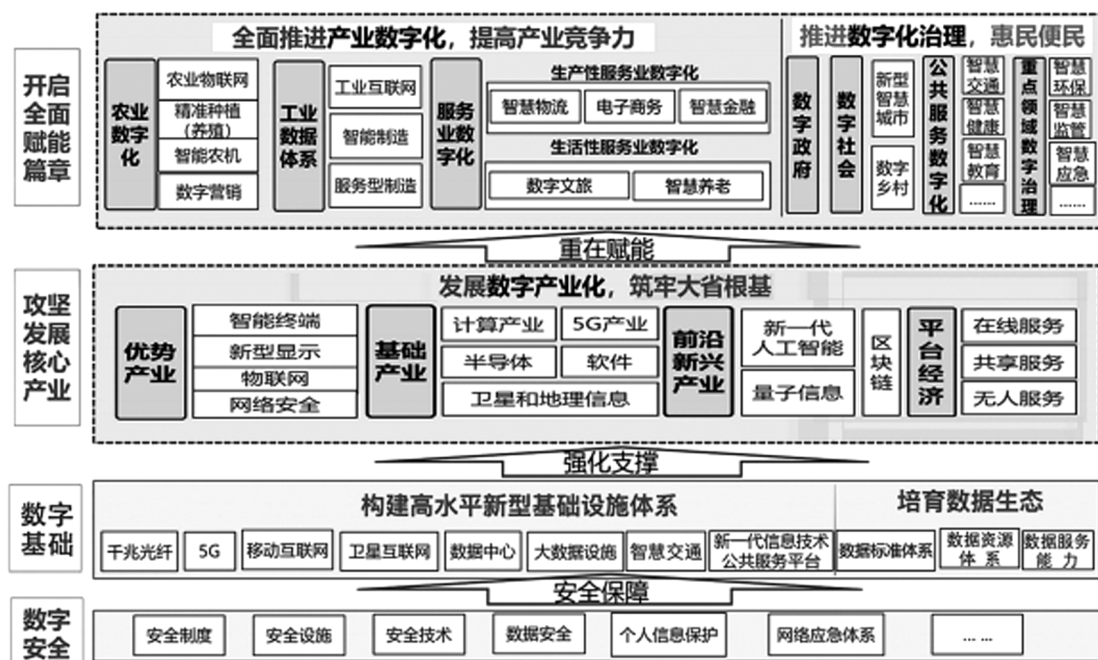 开启
全面
赋能
篇章
全面推进产业数字化，提高产业竞争力
农业
数字
化
农业物联网
精准种植
（养殖）
智能农机
数字营销
工业
数据
体系
工业互联网
智能制造
服务型制造
服务
业数
字化
生产性服务业数字化
智慧物流
电子商务
智慧金融
生活性服务业数字化
数字文旅
智慧养老
推进数字化治理，惠民便民
数字政府
数字社会
新型
智慧
城市
数字
乡村
公共服务数字化
智慧
交通
智慧
健康
智慧
教育
……
重点领域数字治理
智慧
环保
智慧
监管
智慧
应急
……
重在赋能
攻坚
发展
核心
产业
发展数字产业化，筑牢大省根基
优势
产业
智能终端
新型显示
物联网
网络安全
基础
产业
计算产业
5G产业
半导体
软件
卫星和地理信息
前沿
新兴
产业
新一代
人工智能
量子信息
区块链
平台经济
在线服务
共享服务
无人服务
强化支撑
数字
基础
构建高水平新型基础设施体系
千兆光纤
5G
移动互联网
卫星互联网
数据中心
大数据设施
智慧交通
新一代信息技术
公共服务平台
培育数据生态
数据标准体系
数据资源
体 系
数据服务
能 力
安全保障
数字
安全
安全制度
安全设施
安全技术
数据安全
个人信息保护
网络应急体系
… …